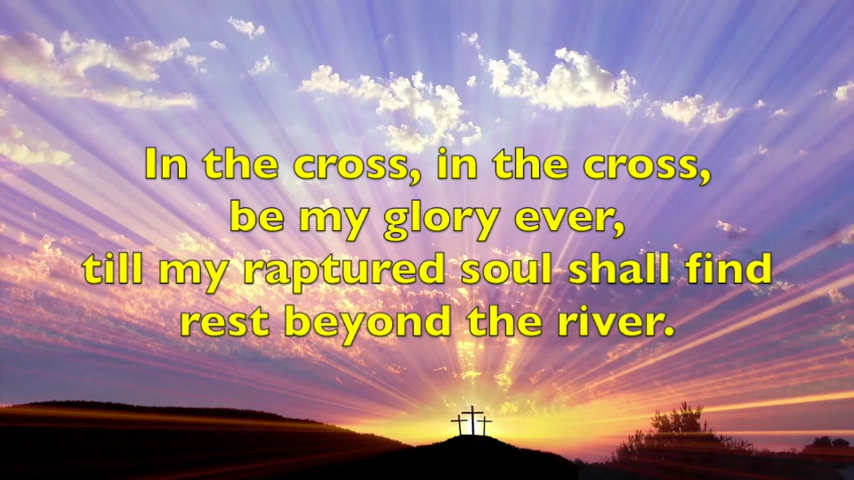 In the cross, in the cross,
be my glory ever,
till my raptured soul shall find
rest beyond the river.